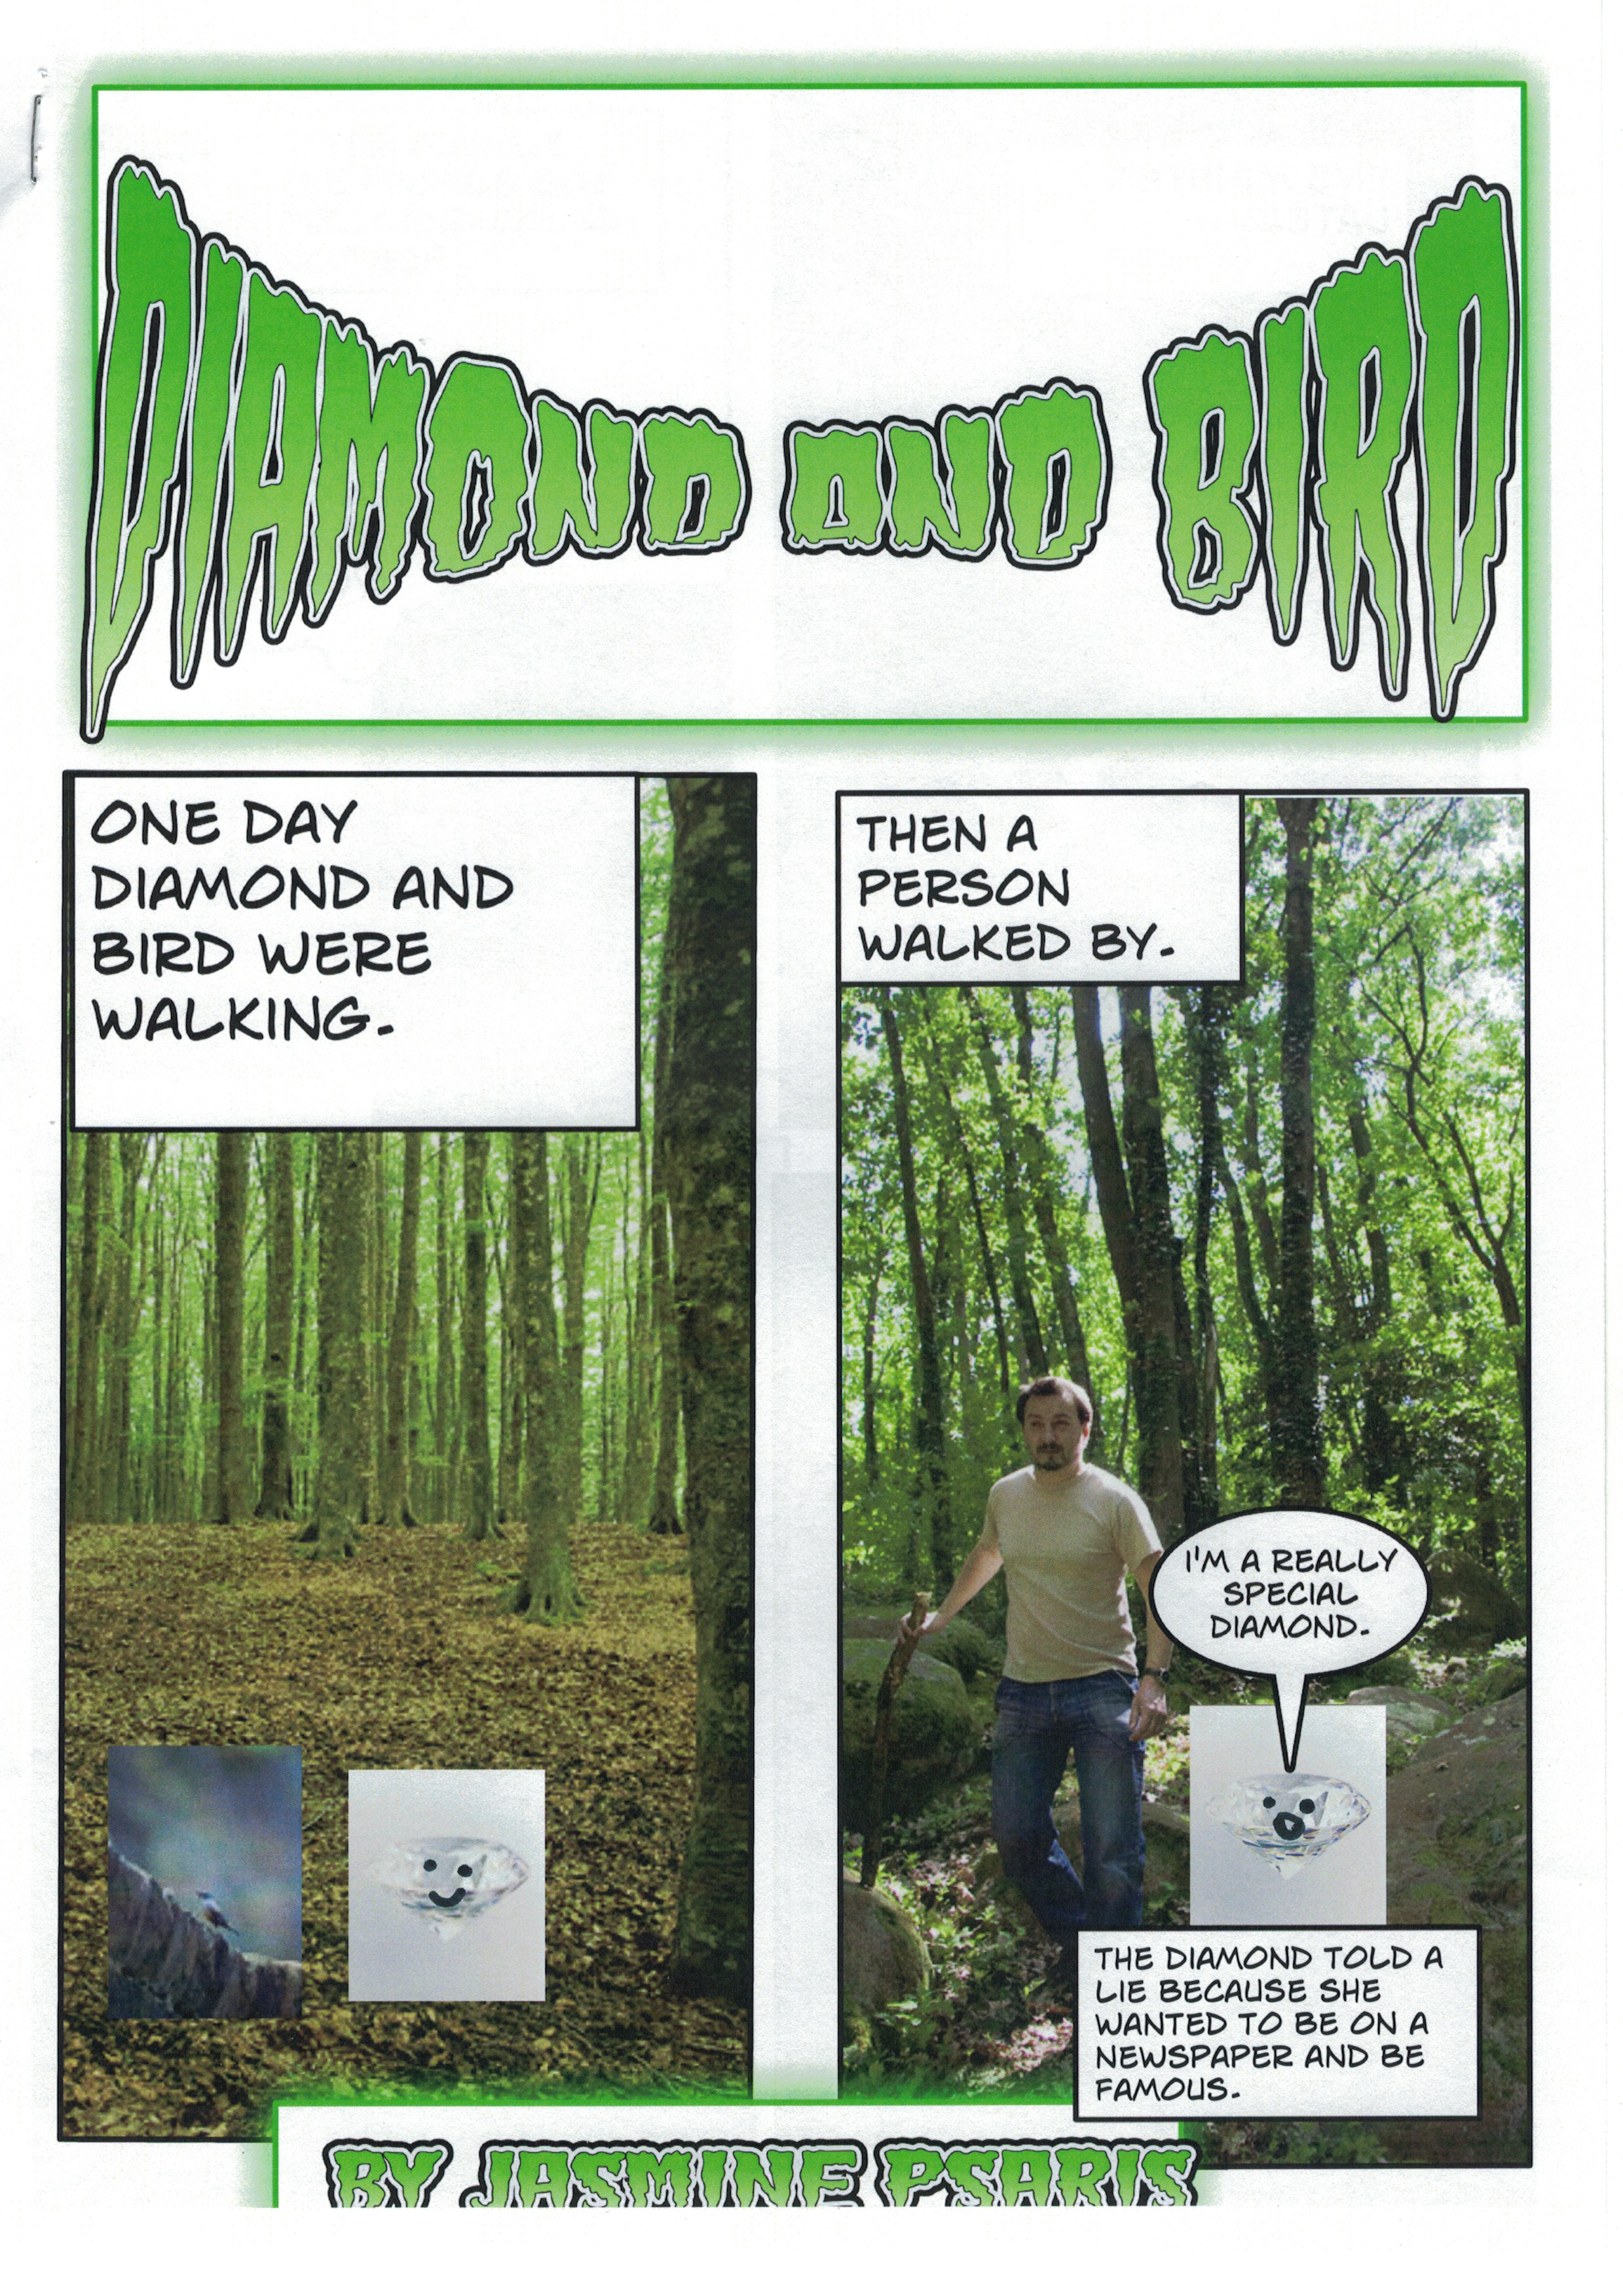 DIAMOND AND BIRD
ONE DAY
DIAMOND AND
BIRD WERE
WALKING.
THEN A
PERSON
WALKED BY.
I'M A REALLY
SPECIAL
DIAMOND.
THE DIAMOND TOLD A
LIE BECAUSE SHE
WANTED TO BE ON A
NEWSPAPER AND BE
FAMOUS.
BY JASMINE PSARIS